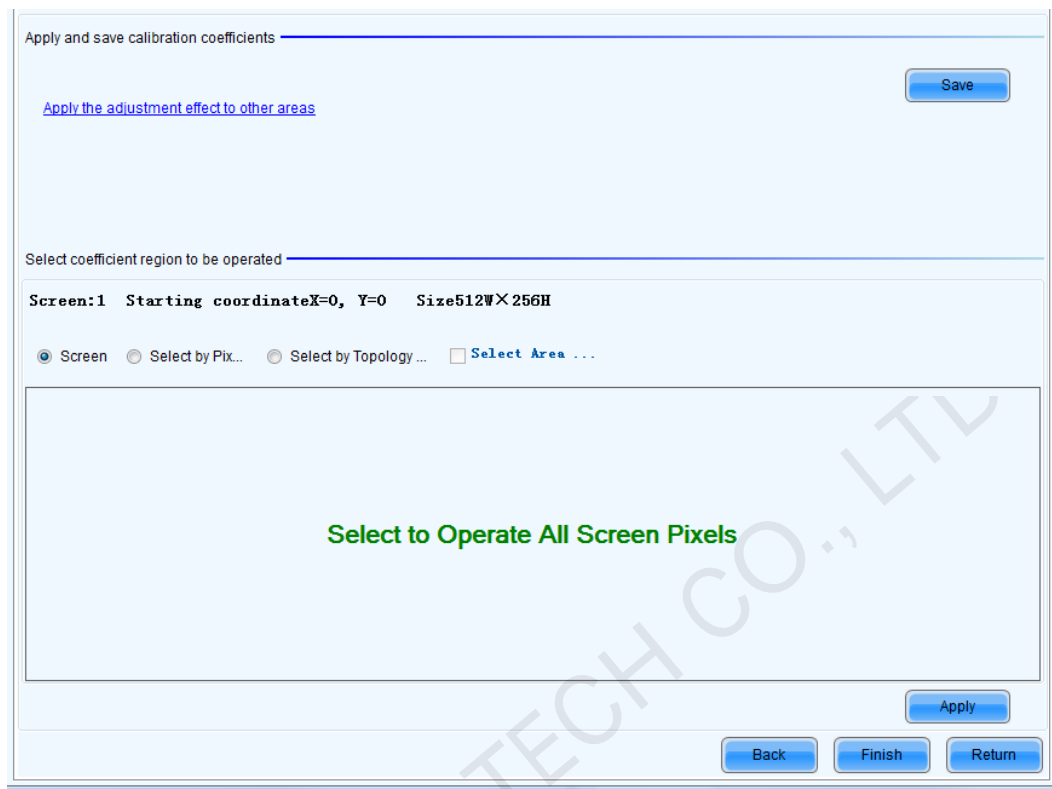 Apply and save calibration coefficients
Save
Apply the adjustment effect to other areas
Select coefficient region to be operated
Screen:1 Starting coordinateX=0, Y=0 Size512W×256H
Screen Select by Pix... Select by Topology ... Select Area ...
Select to Operate All Screen Pixels
TECH CO., LTD
Apply
Back Finish Return